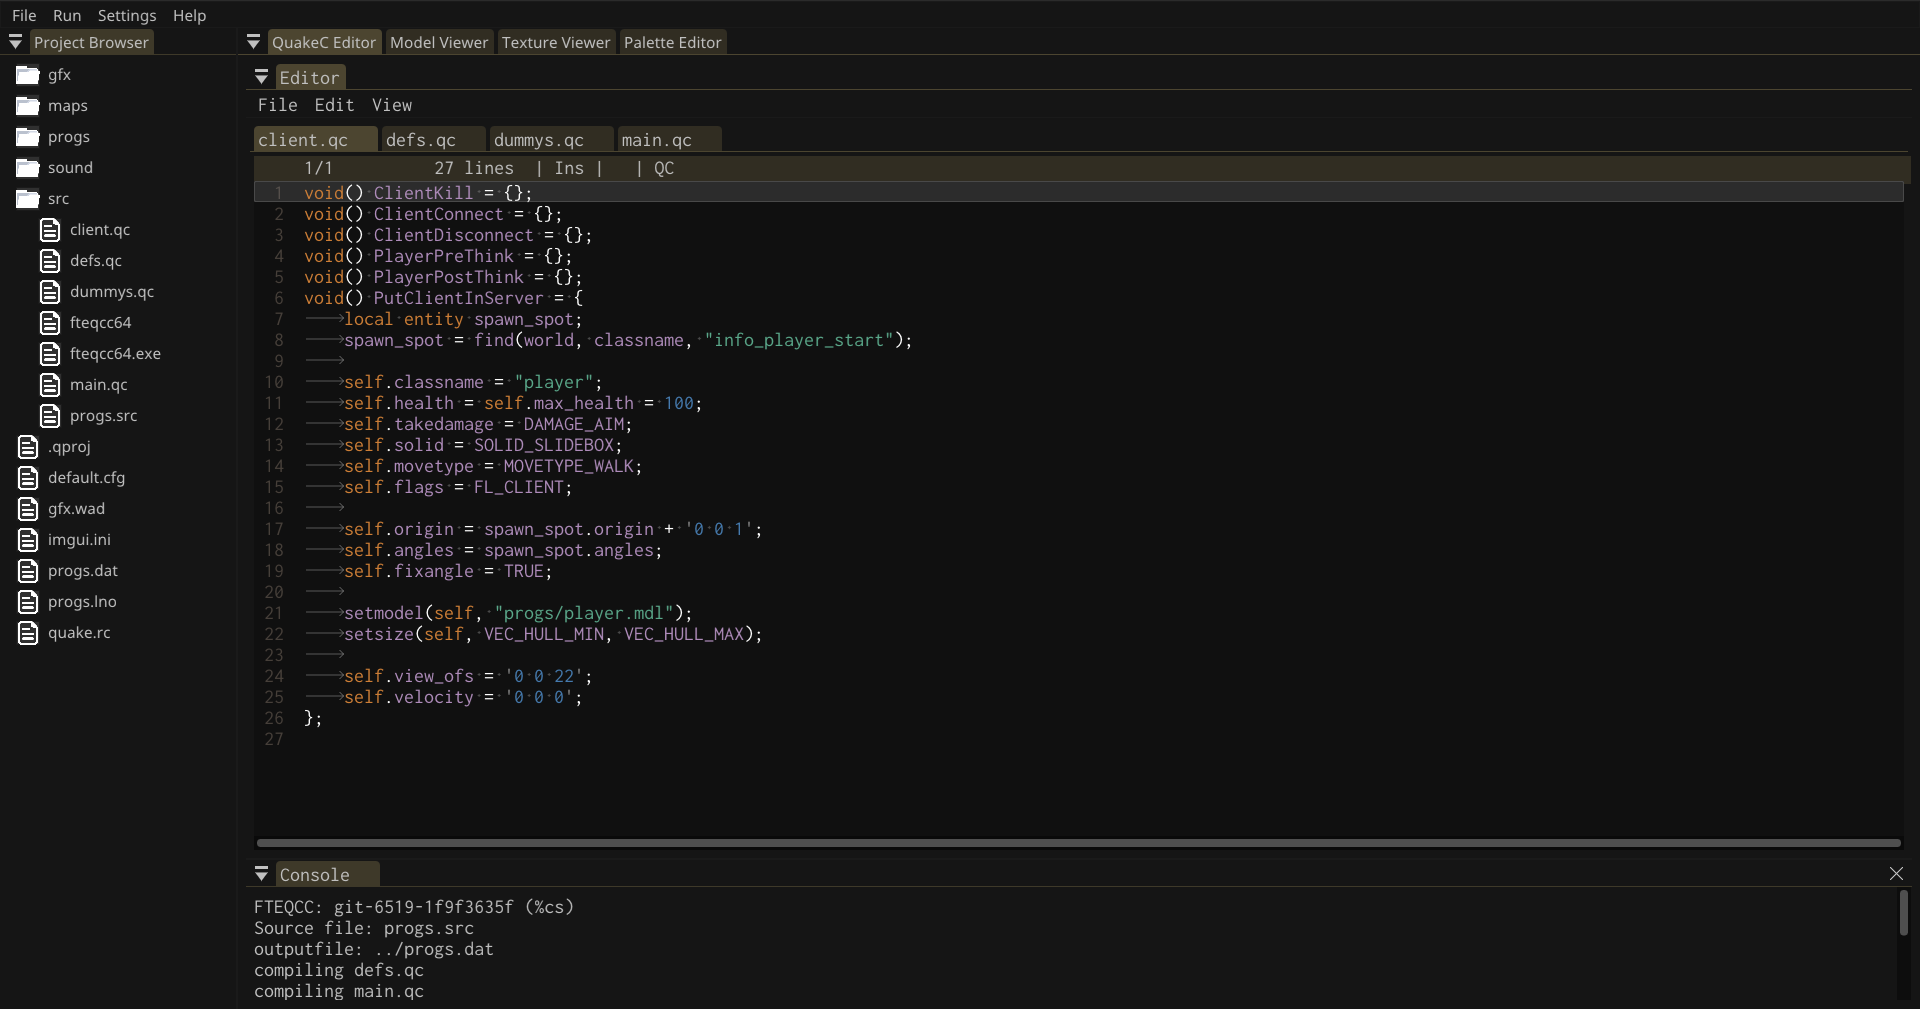 File Run Settings Help
Project Browser
gfx
maps
progs
sound
src
client.qc
defs.qc
dummys.qc
fteqcc64
fteqcc64.exe
main.qc
progs.src
.qproj
default.cfg
gfx.wad
imgui.ini
progs.dat
progs.lno
quake.rc
QuakeC Editor Model Viewer Texture Viewer Palette Editor
Editor
File Edit View
client.qc defs.qc dummys.qc main.qc
1/1 27 lines | Ins | | QC
1 void() ClientKill = {};
2 void() ClientConnect = {};
3 void() ClientDisconnect = {};
4 void() PlayerPreThink = {};
5 void() PlayerPostThink = {};
6 void() PutClientInServer = {
7 local entity spawn_spot;
8 spawn_spot = find(world, classname, "info_player_start");
9
10 self.classname = "player";
11 self.health = self.max_health = 100;
12 self.takedamage = DAMAGE_AIM;
13 self.solid = SOLID_SLIDEBOX;
14 self.movetype = MOVETYPE_WALK;
15 self.flags = FL_CLIENT;
16
17 self.origin = spawn_spot.origin + '0 0 1';
18 self.angles = spawn_spot.angles;
19 self.fixangle = TRUE;
20
21 setmodel(self, "progs/player.mdl");
22 setsize(self, VEC_HULL_MIN, VEC_HULL_MAX);
23
24 self.view_ofs = '0 0 22';
25 self.velocity = '0 0 0';
26 };
27
Console
FTEQCC: git-6519-1f9f3635f (%cs)
Source file: progs.src
outputfile: ../progs.dat
compiling defs.qc
compiling main.qc